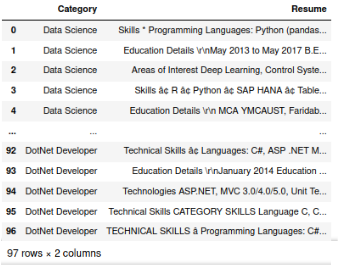 Category Resume
0 Data Science Skills * Programming Languages: Python (pandas...
1 Data Science Education Details \r\nMay 2013 to May 2017 B.E...
2 Data Science Areas of Interest Deep Learning, Control Syste...
3 Data Science Skills â¢ R â¢ Python â¢ SAP HANA â¢ Table...
4 Data Science Education Details \r\n MCA YMCAUST, Faridab...
... ... ...
92 DotNet Developer Technical Skills â¢ Languages: C#, ASP .NET M...
93 DotNet Developer Education Details \r\nJanuary 2014 Education ...
94 DotNet Developer Technologies ASP.NET, MVC 3.0/4.0/5.0, Unit Te...
95 DotNet Developer Technical Skills CATEGORY SKILLS Language C, C...
96 DotNet Developer TECHNICAL SKILLS â Programming Languages: C#...
97 rows × 2 columns